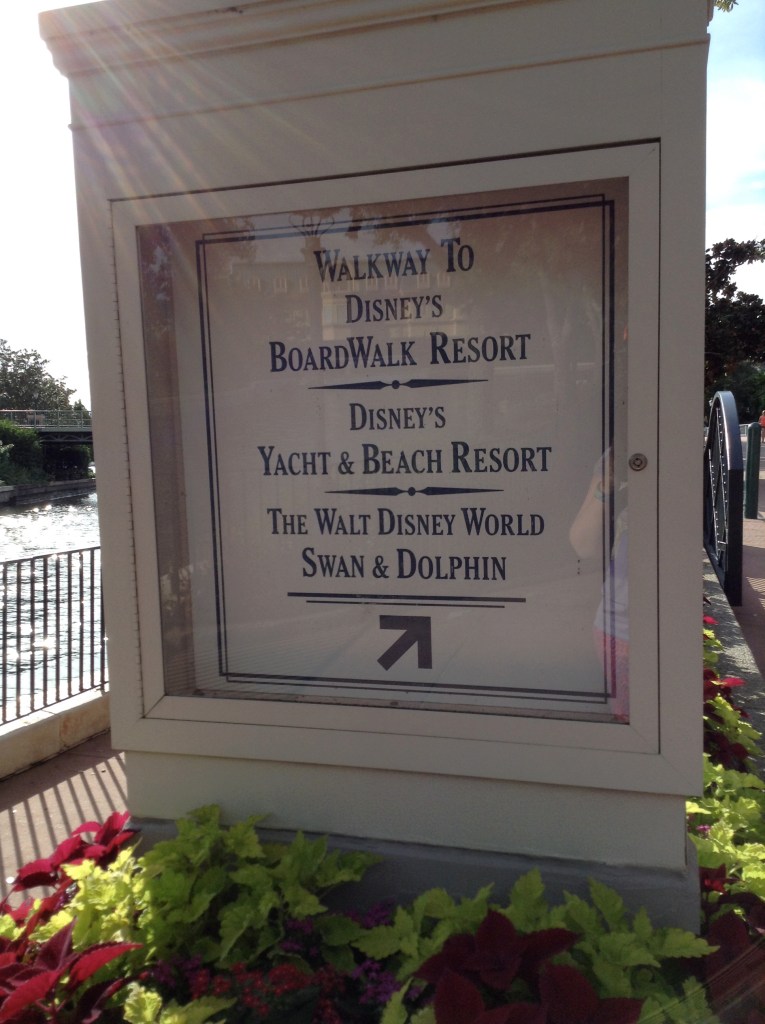 Walkway To
Disney's
BoardWalk Resort
Disney's
Yacht & Beach Resort
The Walt Disney World
Swan & Dolphin